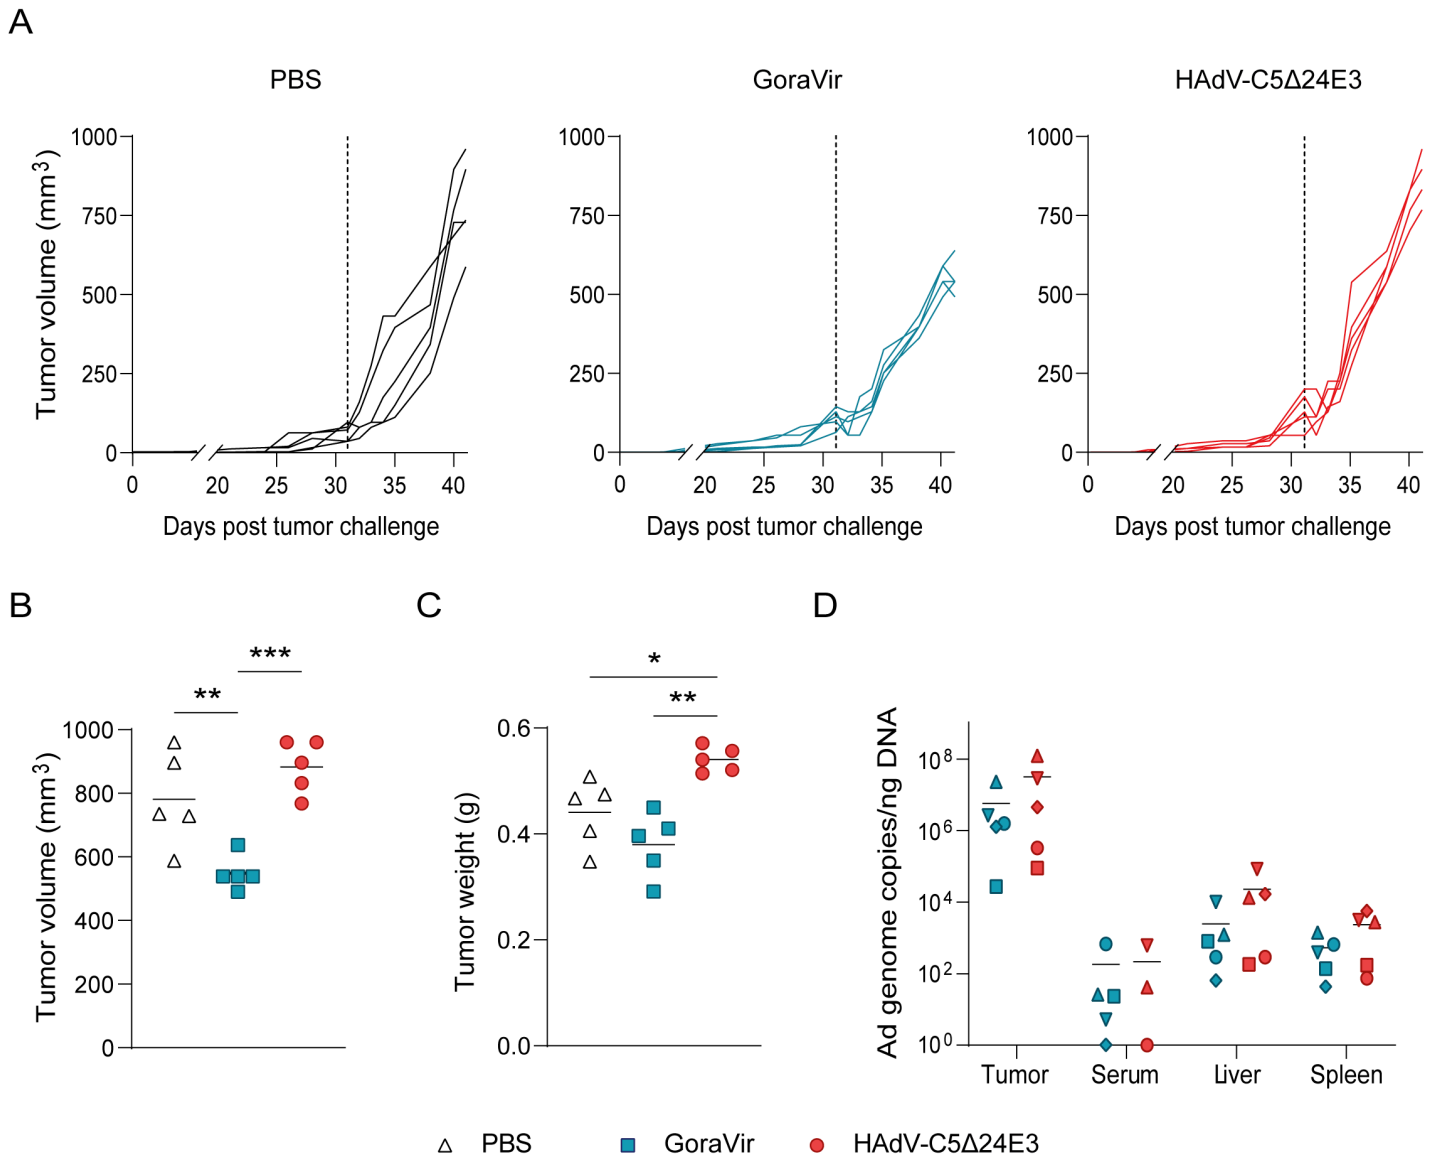 A
PBS
GoraVir
HAdV-C5Δ24E3
Tumor volume (mm³)
1000
750
500
250
0
0 20 25 30 35 40
Days post tumor challenge
1000
750
500
250
0
0 20 25 30 35 40
Days post tumor challenge
1000
750
500
250
0
0 20 25 30 35 40
Days post tumor challenge
B
***
**
Tumor volume (mm³)
1000
800
600
400
200
0
C
*
**
Tumor weight (g)
0.6
0.4
0.2
0.0
D
Ad genome copies/ng DNA
10⁸
10⁶
10⁴
10²
10⁰
Tumor Serum Liver Spleen
PBS GoraVir HAdV-C5Δ24E3